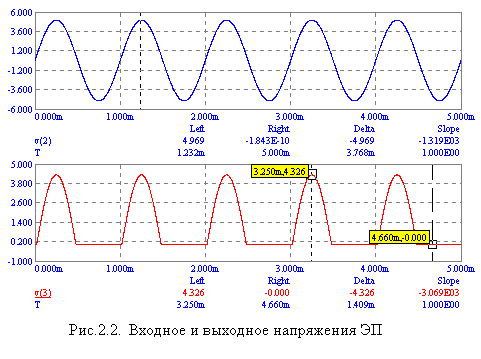 6.000
3.600
1.200
-1.200
-3.600
-6.000
0.000m 1.000m 2.000m 3.000m 4.000m 5.000m
Left Right Delta Slope
v(2) 4.969 -1.843E-10 -4.969 -1.319E03
T 1.232m 5.000m 3.768m 1.000E00
5.000
3.800
2.600
1.400
0.200
-1.000
3.250m,4.326
4.660m,-0.000
0.000m 1.000m 2.000m 3.000m 4.000m 5.000m
Left Right Delta Slope
v(3) 4.326 -0.000 -4.326 -3.069E03
T 3.250m 4.660m 1.409m 1.000E00
Рис.2.2. Входное и выходное напряжения ЭП